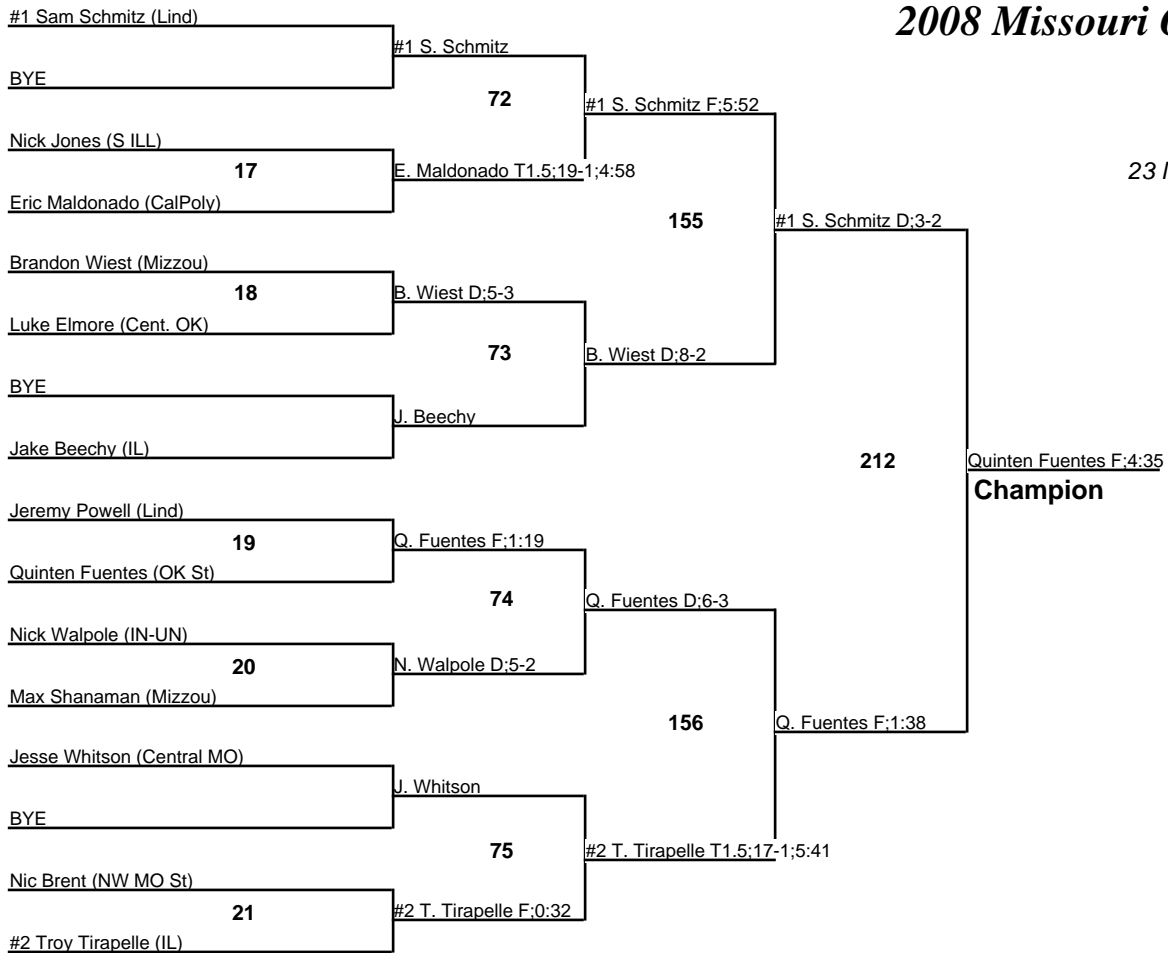 2008 Missouri
#1 Sam Schmitz (Lind)
#1 S. Schmitz
BYE
72
#1 S. Schmitz F;5:52
Nick Jones (S ILL)
17
E. Maldonado T1.5;19-1;4:58
23
Eric Maldonado (CalPoly)
155
#1 S. Schmitz D;3-2
Brandon Wiest (Mizzou)
18
B. Wiest D;5-3
Luke Elmore (Cent. OK)
73
B. Wiest D;8-2
BYE
J. Beechy
Jake Beechy (IL)
212
Quinten Fuentes F;4:35
Champion
Jeremy Powell (Lind)
19
Q. Fuentes F;1:19
Quinten Fuentes (OK St)
74
Q. Fuentes D;6-3
Nick Walpole (IN-UN)
20
N. Walpole D;5-2
Max Shanaman (Mizzou)
156
Q. Fuentes F;1:38
Jesse Whitson (Central MO)
J. Whitson
BYE
75
#2 T. Tirapelle T1.5;17-1;5:41
Nic Brent (NW MO St)
21
#2 T. Tirapelle F;0:32
#2 Troy Tirapelle (IL)